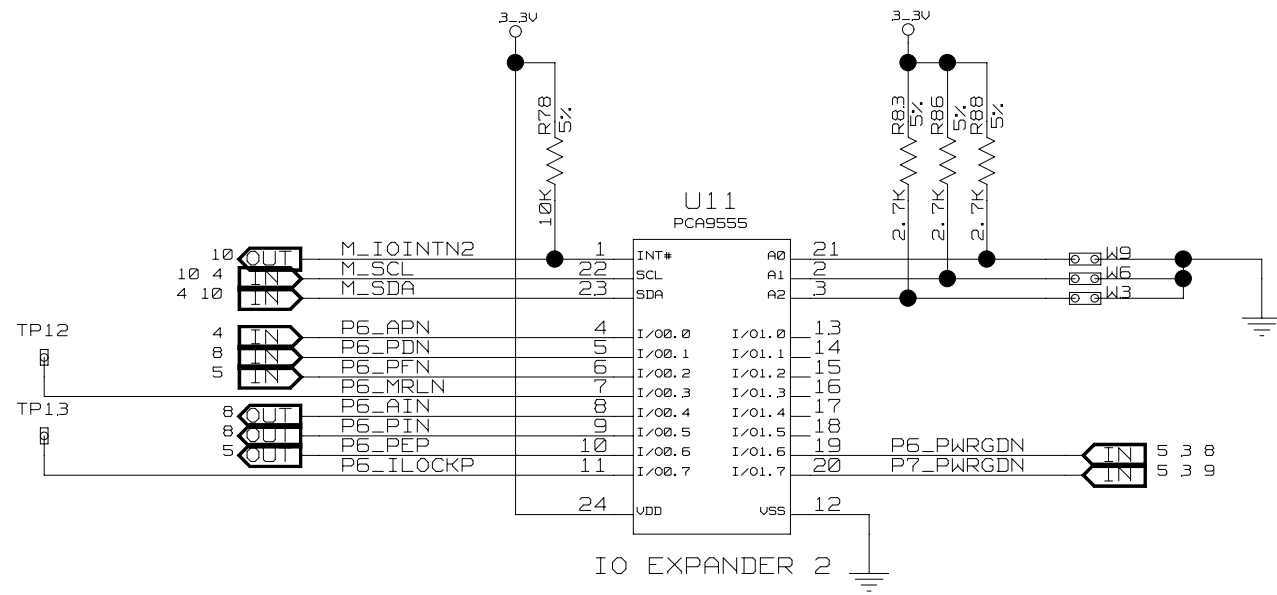 3_3V
3_3V
R78
5%
10K
R83
5%
2.7K
R86
5%
2.7K
R88
5%
2.7K
U11
PCA9555
10 OUT M_IOINTN2 1 INT# A0 21 W9
10 4 IN M_SCL 22 SCL A1 2 W6
4 10 IN M_SDA 23 SDA A2 3 W3
TP12
4 IN P6_APN 4 I/O0.0 I/O1.0 13
8 IN P6_PDN 5 I/O0.1 I/O1.1 14
5 IN P6_PFN 6 I/O0.2 I/O1.2 15
P6_MRLN 7 I/O0.3 I/O1.3 16
TP13
8 OUT P6_AIN 8 I/O0.4 I/O1.4 17
8 OUT P6_PIN 9 I/O0.5 I/O1.5 18
5 OUT P6_PEP 10 I/O0.6 I/O1.6 19 P6_PWRGDN IN 5 3 8
P6_ILOCKP 11 I/O0.7 I/O1.7 20 P7_PWRGDN IN 5 3 9
24 VDD VSS 12
IO EXPANDER 2